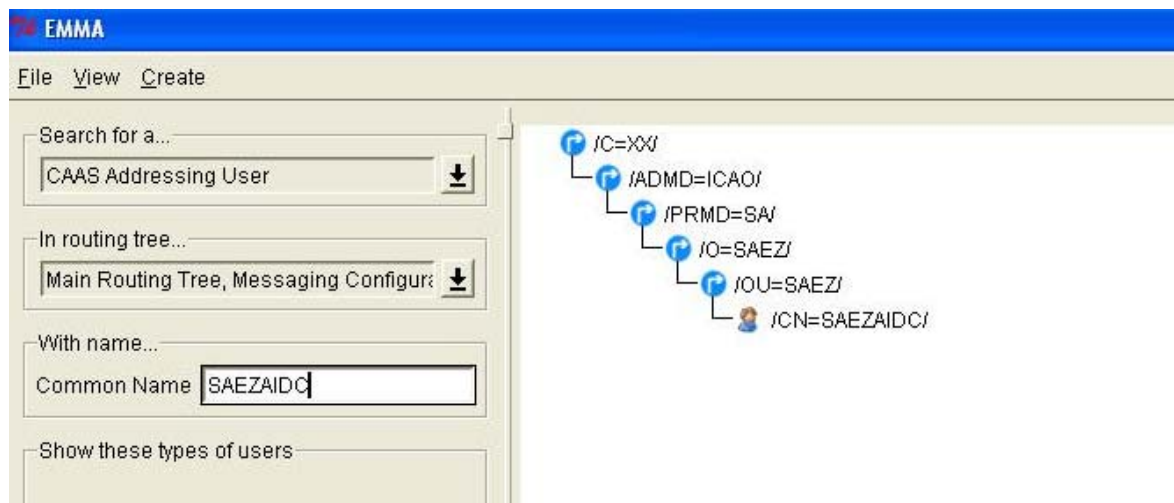 EMMA
File View Create
Search for a...
CAAS Addressing User
In routing tree...
Main Routing Tree, Messaging Configura
With name...
Common Name SAEZAIDC
Show these types of users
/C=XX/
/ADMD=ICAO/
/PRMD=SA/
/O=SAEZ/
/OU=SAEZ/
/CN=SAEZAIDC/